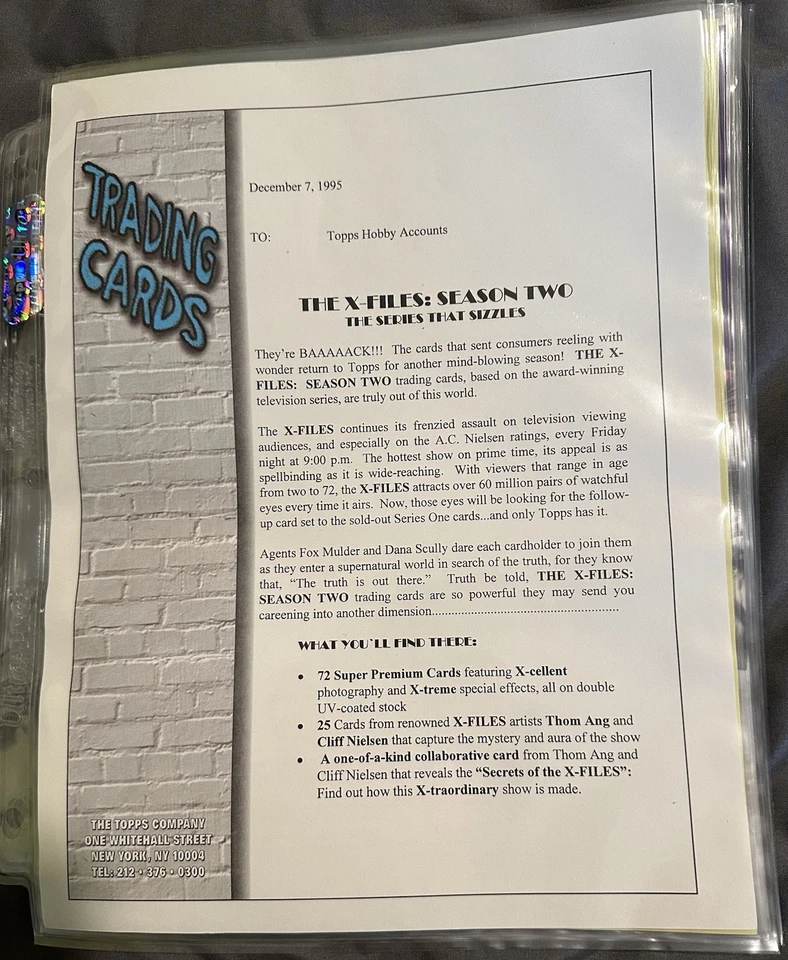 TRADING
CARDS
December 7, 1995
TO: Topps Hobby Accounts
THE X-FILES: SEASON TWO
THE SERIES THAT SIZZLES
They're BAAAAACK!!! The cards that sent consumers reeling with
wonder return to Topps for another mind-blowing season! THE X-
FILES: SEASON TWO trading cards, based on the award-winning
television series, are truly out of this world.
The X-FILES continues its frenzied assault on television viewing
audiences, and especially on the A.C. Nielsen ratings, every Friday
night at 9:00 p.m. The hottest show on prime time, its appeal is as
spellbinding as it is wide-reaching. With viewers that range in age
from two to 72, the X-FILES attracts over 60 million pairs of watchful
eyes every time it airs. Now, those eyes will be looking for the follow-
up card set to the sold-out Series One cards...and only Topps has it.
Agents Fox Mulder and Dana Scully dare each cardholder to join them
as they enter a supernatural world in search of the truth, for they know
that, "The truth is out there." Truth be told, THE X-FILES:
SEASON TWO trading cards are so powerful they may send you
careening into another dimension......................................................
WHAT YOU`LL FIND THERE:
• 72 Super Premium Cards featuring X-cellent
photography and X-treme special effects, all on double
UV-coated stock
• 25 Cards from renowned X-FILES artists Thom Ang and
Cliff Nielsen that capture the mystery and aura of the show
• A one-of-a-kind collaborative card from Thom Ang and
Cliff Nielsen that reveals the "Secrets of the X-FILES":
Find out how this X-traordinary show is made.
THE TOPPS COMPANY
ONE WHITEHALL STREET
NEW YORK, NY 10004
TEL: 212 • 376 • 0300